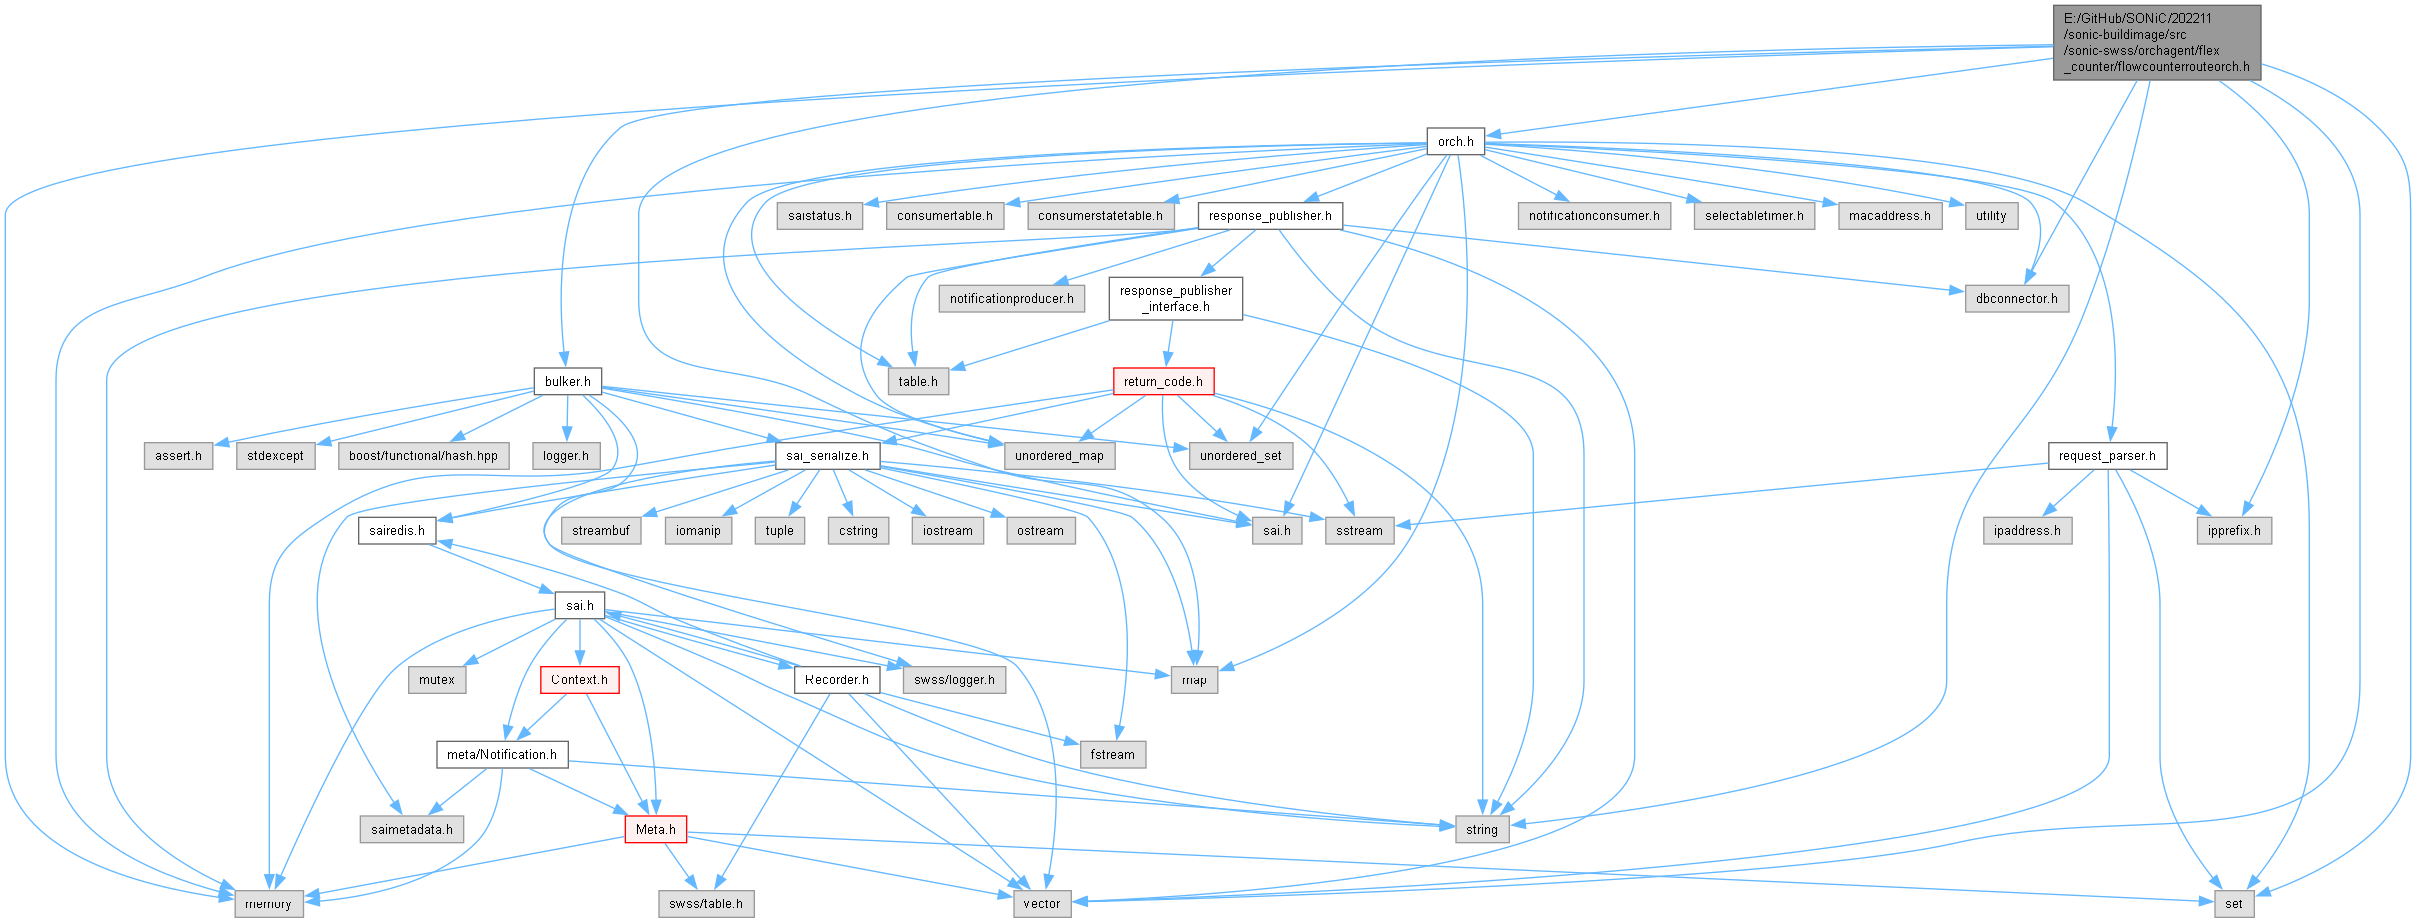 E:/GitHub/SONiC/202211
/sonic-buildimage/src
/sonic-swss/orchagent/flex
_counter/flowcounterrouteorch.h
orch.h
saistatus.h
consumertable.h
consumerstatetable.h
response_publisher.h
notificationconsumer.h
selectabletimer.h
macaddress.h
utility
notificationproducer.h
response_publisher
_interface.h
dbconnector.h
bulker.h
table.h
return_code.h
assert.h
stdexcept
boost/functional/hash.hpp
logger.h
sai_serialize.h
unordered_map
unordered_set
request_parser.h
sairedis.h
streambuf
iomanip
tuple
cstring
iostream
ostream
sai.h
sstream
ipaddress.h
ipprefix.h
sai.h
mutex
Context.h
Recorder.h
swss/logger.h
map
meta/Notification.h
fstream
saimetadata.h
Meta.h
string
memory
swss/table.h
vector
set